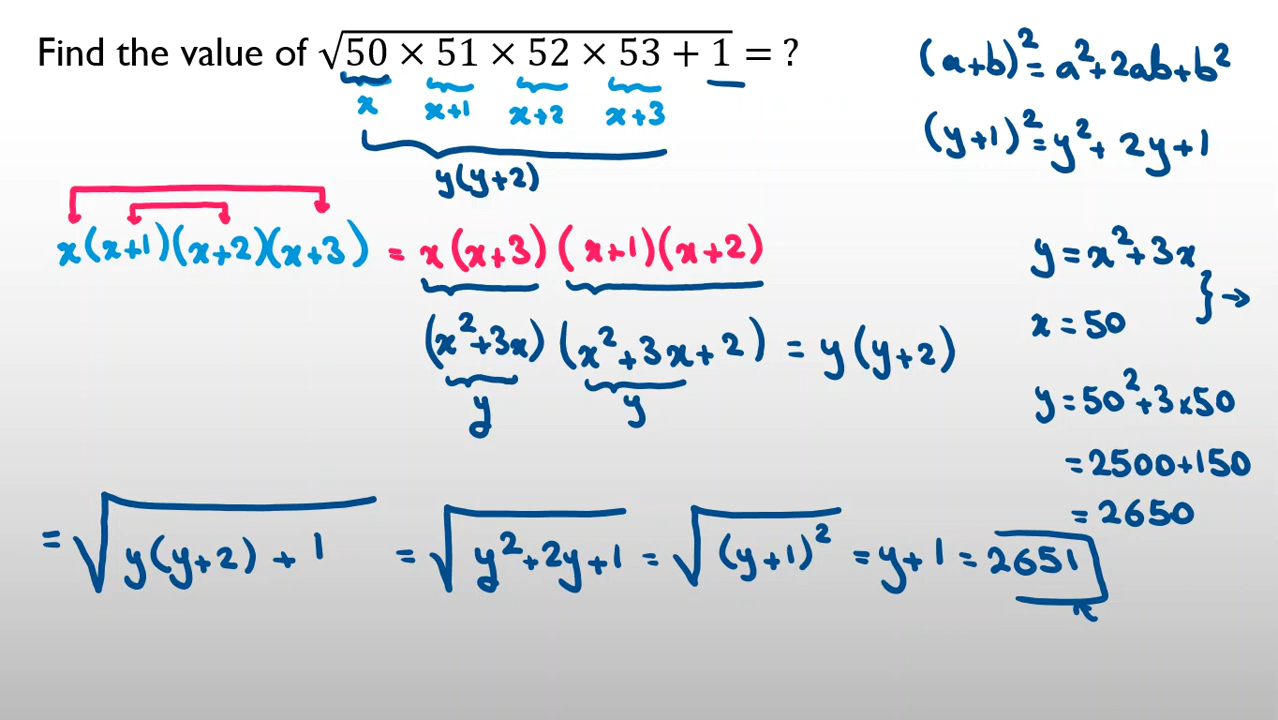 Find the value of √50 × 51 × 52 × 53 + 1 = ?
x x+1 x+2 x+3
y(y+2)
(a+b)² = a²+2ab+b²
(y+1)² = y²+2y+1
x(x+1)(x+2)(x+3) = x(x+3)(x+1)(x+2)
(x²+3x)(x²+3x+2) = y(y+2)
y y
y = x²+3x
x = 50 } →
y = 50²+3×50
= 2500+150
= 2650
= √y(y+2) + 1 = √y²+2y+1 = √(y+1)² = y+1 = 2651